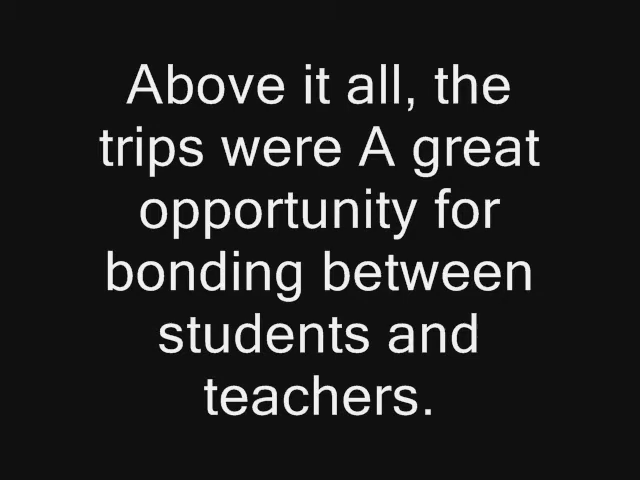 Above it all, the
trips were A great
opportunity for
bonding between
students and
teachers.